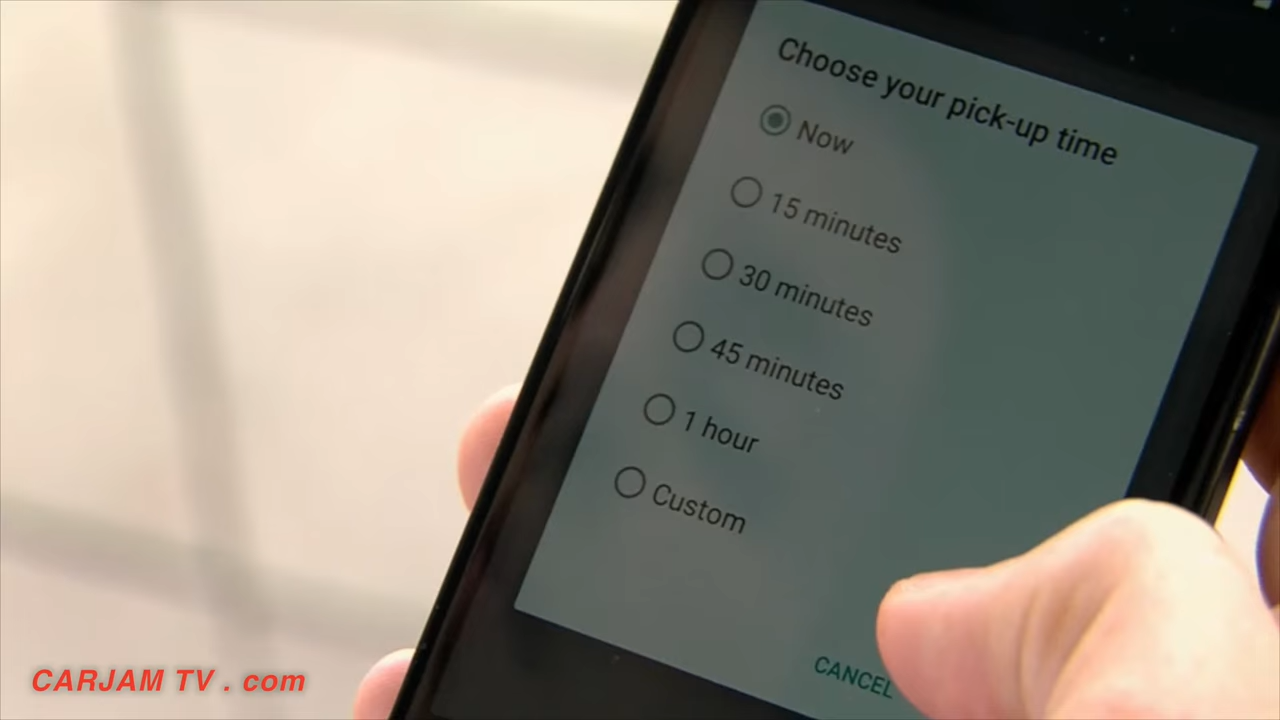 Choose your pick-up time
Now
15 minutes
30 minutes
45 minutes
1 hour
Custom
CANCEL
CARJAM TV . com